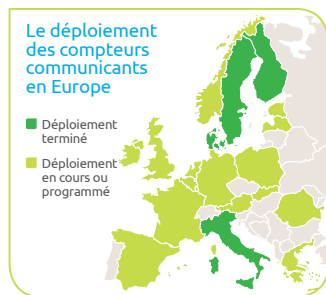 Le déploiement
des compteurs
communicants
en Europe
Déploiement
terminé
Déploiement
en cours ou
programmé